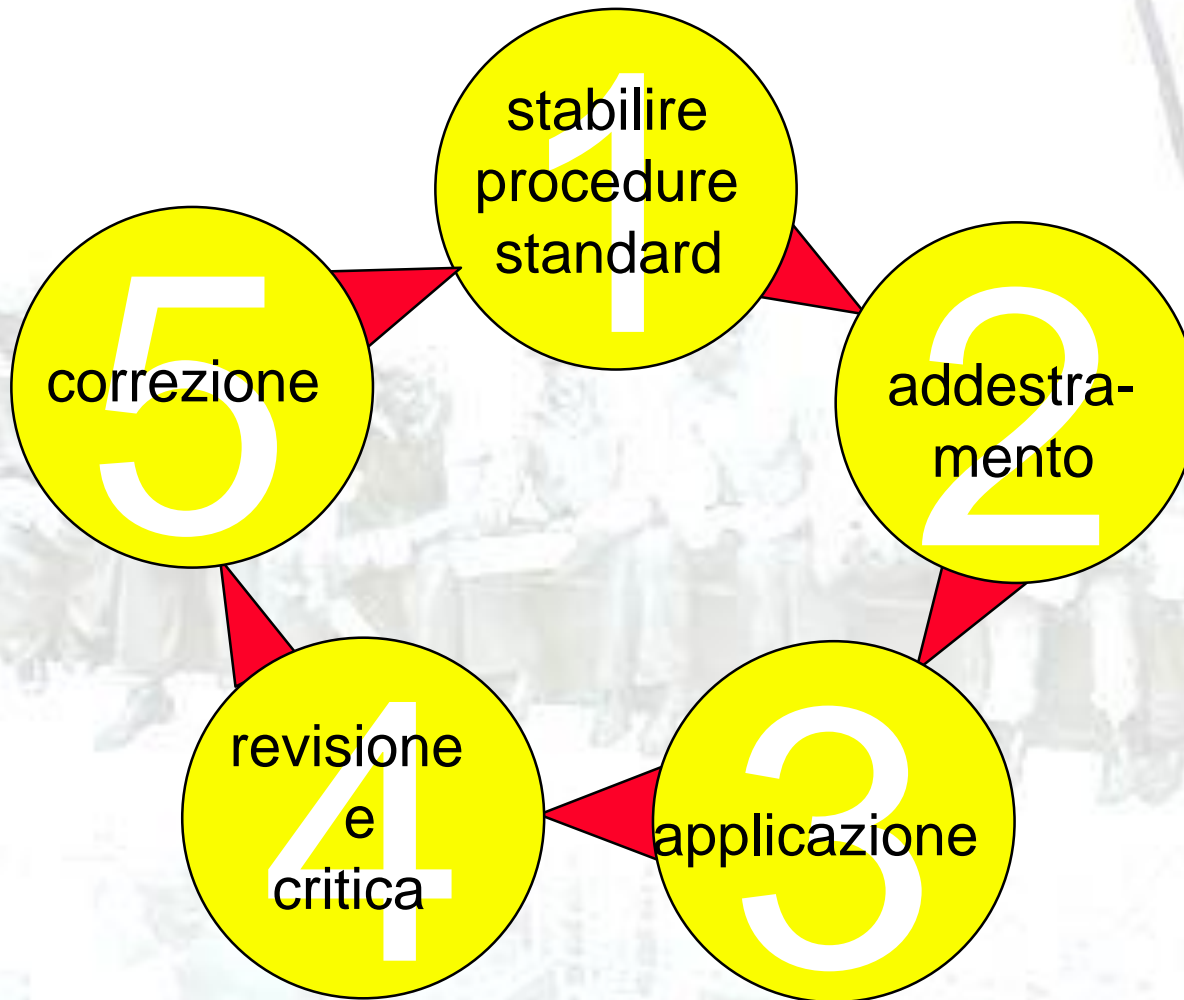 1
stabilire
procedure
standard
2
addestra-
mento
3
applicazione
4
revisione
e
critica
5
correzione